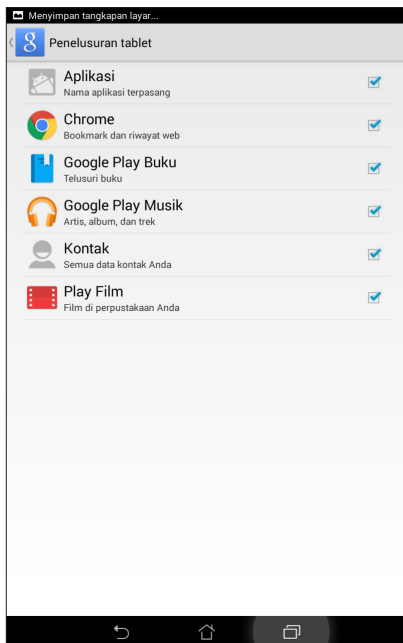 Menyimpan tangkapan layar...
Penelusuran tablet
Aplikasi
Nama aplikasi terpasang
Chrome
Bookmark dan riwayat web
Google Play Buku
Telusuri buku
Google Play Musik
Artis, album, dan trek
Kontak
Semua data kontak Anda
Play Film
Film di perpustakaan Anda